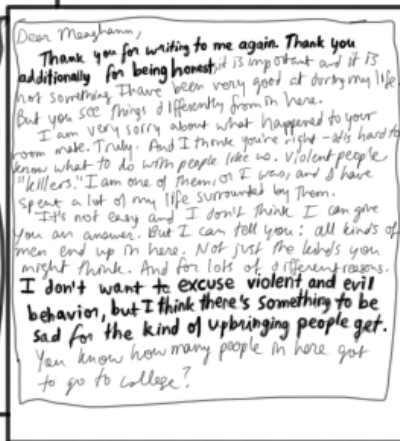 Dear Meaghann,
Thank you for writing to me again. Thank you
additionally for being honest, it is important and it is
not something I have been very good at during my life.
But you see things differently from in here.
I am very sorry about what happened to your
room mate. Truly. And I think you're right – it is hard to
know what to do with people like us. Violent people
"killers." I am one of them, or I was, and I have
spent a lot of my life surrounded by them.
It's not easy and I don't think I can give
you an answer. But I can tell you: all kinds of
men end up in here. Not just the kinds you
might think. And for lots of different reasons.
I don't want to excuse violent and evil
behavior, but I think there's something to be
sad for the kind of upbringing people get.
You know how many people in here got
to go to college?